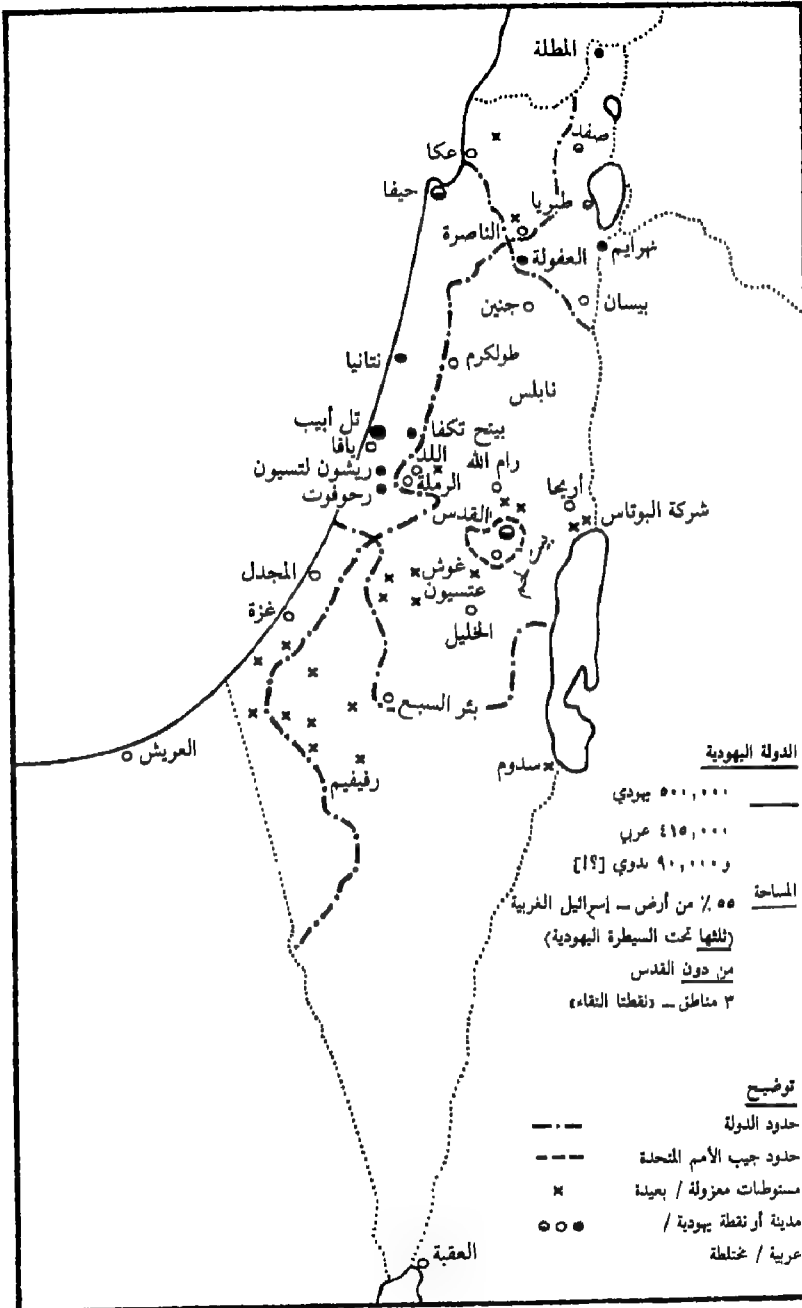 المطلة
صفد
عكا
حيفا
طبريا
الناصرة
نهرايم
العفولة
بيسان
جنين
طولكرم
نتانيا
نابلس
تل أبيب
بيتح تكفا
يافا
اللد
رام الله
ريشون لتسيون
الرملة
أريحا
رحوفوت
شركة البوتاس
القدس
غوش
المجدل
عتسيون
غزة
الخليل
بئر السبع
العريش
سدوم
رفيفيم
الدولة اليهودية
٥٠٠,٠٠٠ يهودي
٤١٥,٠٠٠ عربي
و ٩٠,٠٠٠ بدوي [؟!]
المساحة ٥٥ ٪ من أرض – إسرائيل الغربية
(ثلثها تحت السيطرة اليهودية)
من دون القدس
٣ مناطق – «نقطتا التقاء»
توضيح
حدود الدولة
حدود جيب الأمم المتحدة
مستوطنات معزولة / بعيدة
مدينة أو نقطة يهودية /
عربية / مختلطة
العقبة